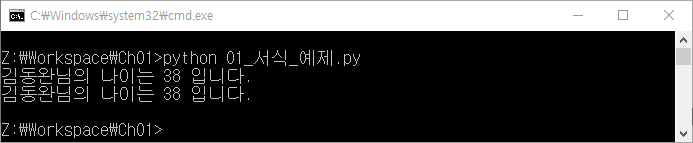 C:₩Windows₩system32₩cmd.exe
Z:₩Workspace₩Ch01>python 01_서식_예제.py
김동완님의 나이는 38 입니다.
김동완님의 나이는 38 입니다.
Z:₩Workspace₩Ch01>